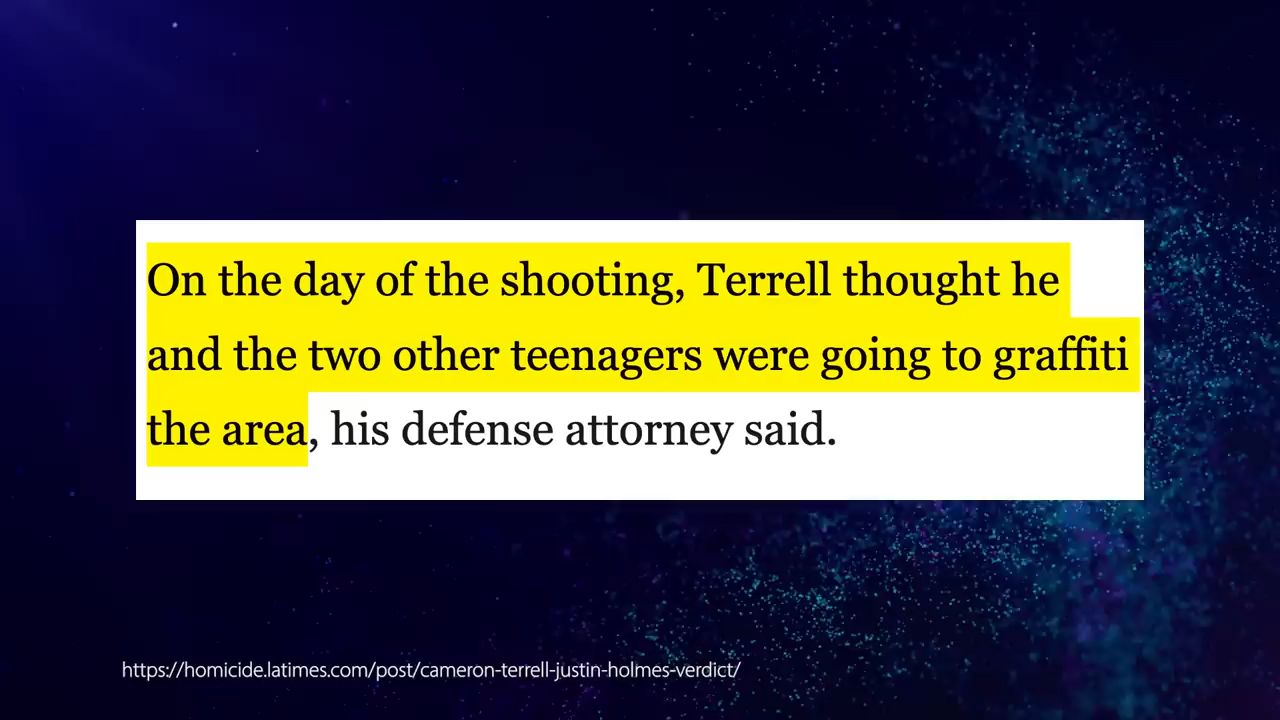 On the day of the shooting, Terrell thought he
and the two other teenagers were going to graffiti
the area, his defense attorney said.
https://homicide.latimes.com/post/cameron-terrell-justin-holmes-verdict/